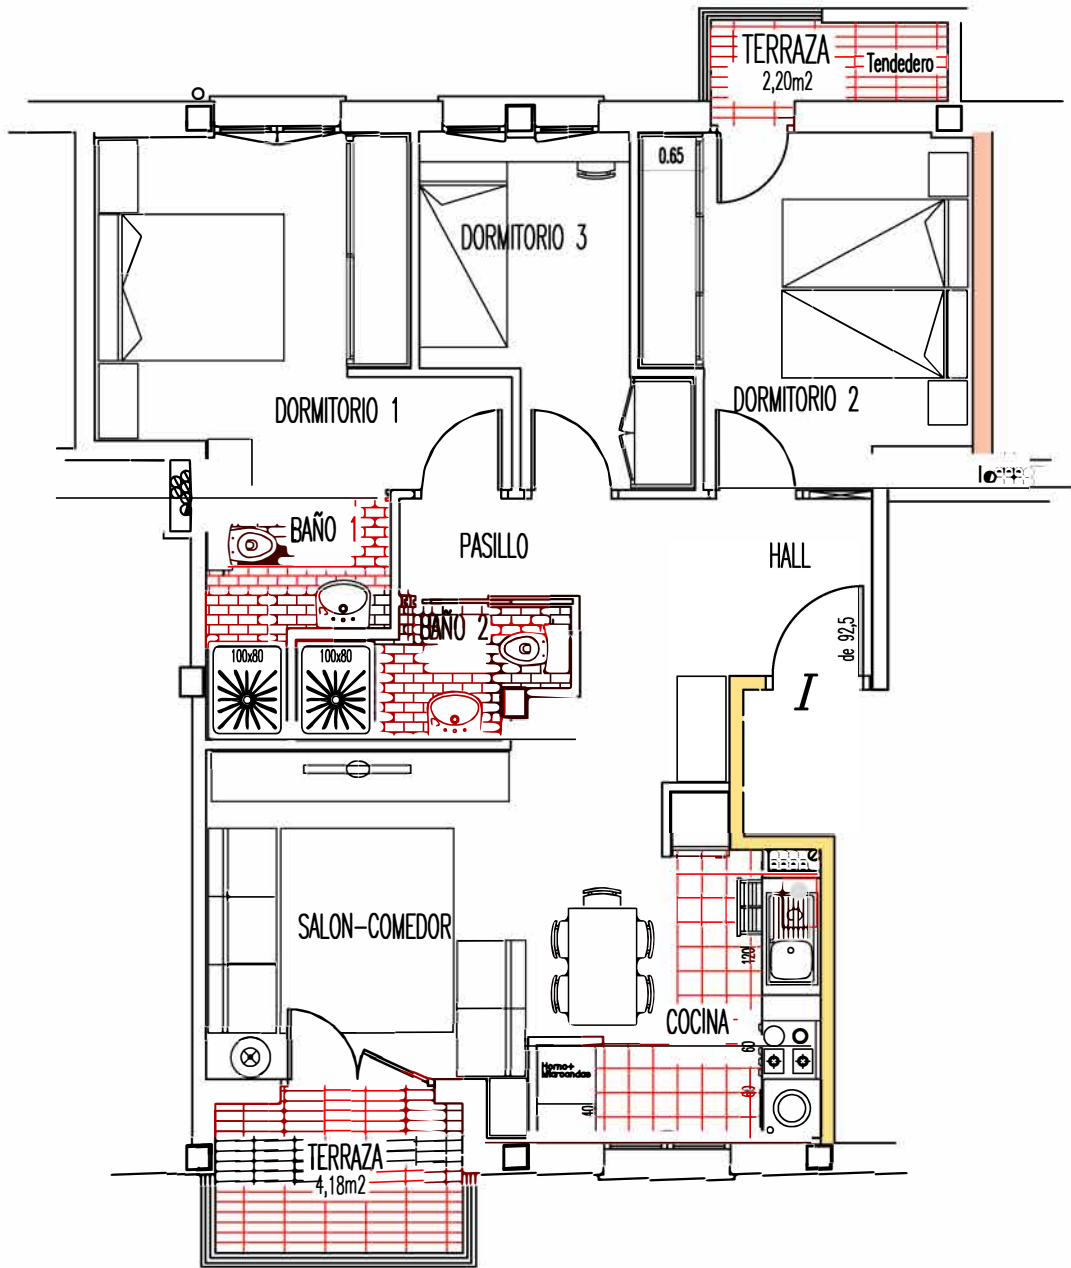 TERRAZA
2,20m2
Tendedero
0.65
DORMITORIO 3
DORMITORIO 1
DORMITORIO 2
BAÑO 1
PASILLO
HALL
BAÑO 2
de 92,5
100x80
100x80
I
SALON-COMEDOR
120
COCINA
60
Horno+
Microondas
60
40
TERRAZA
4,18m2